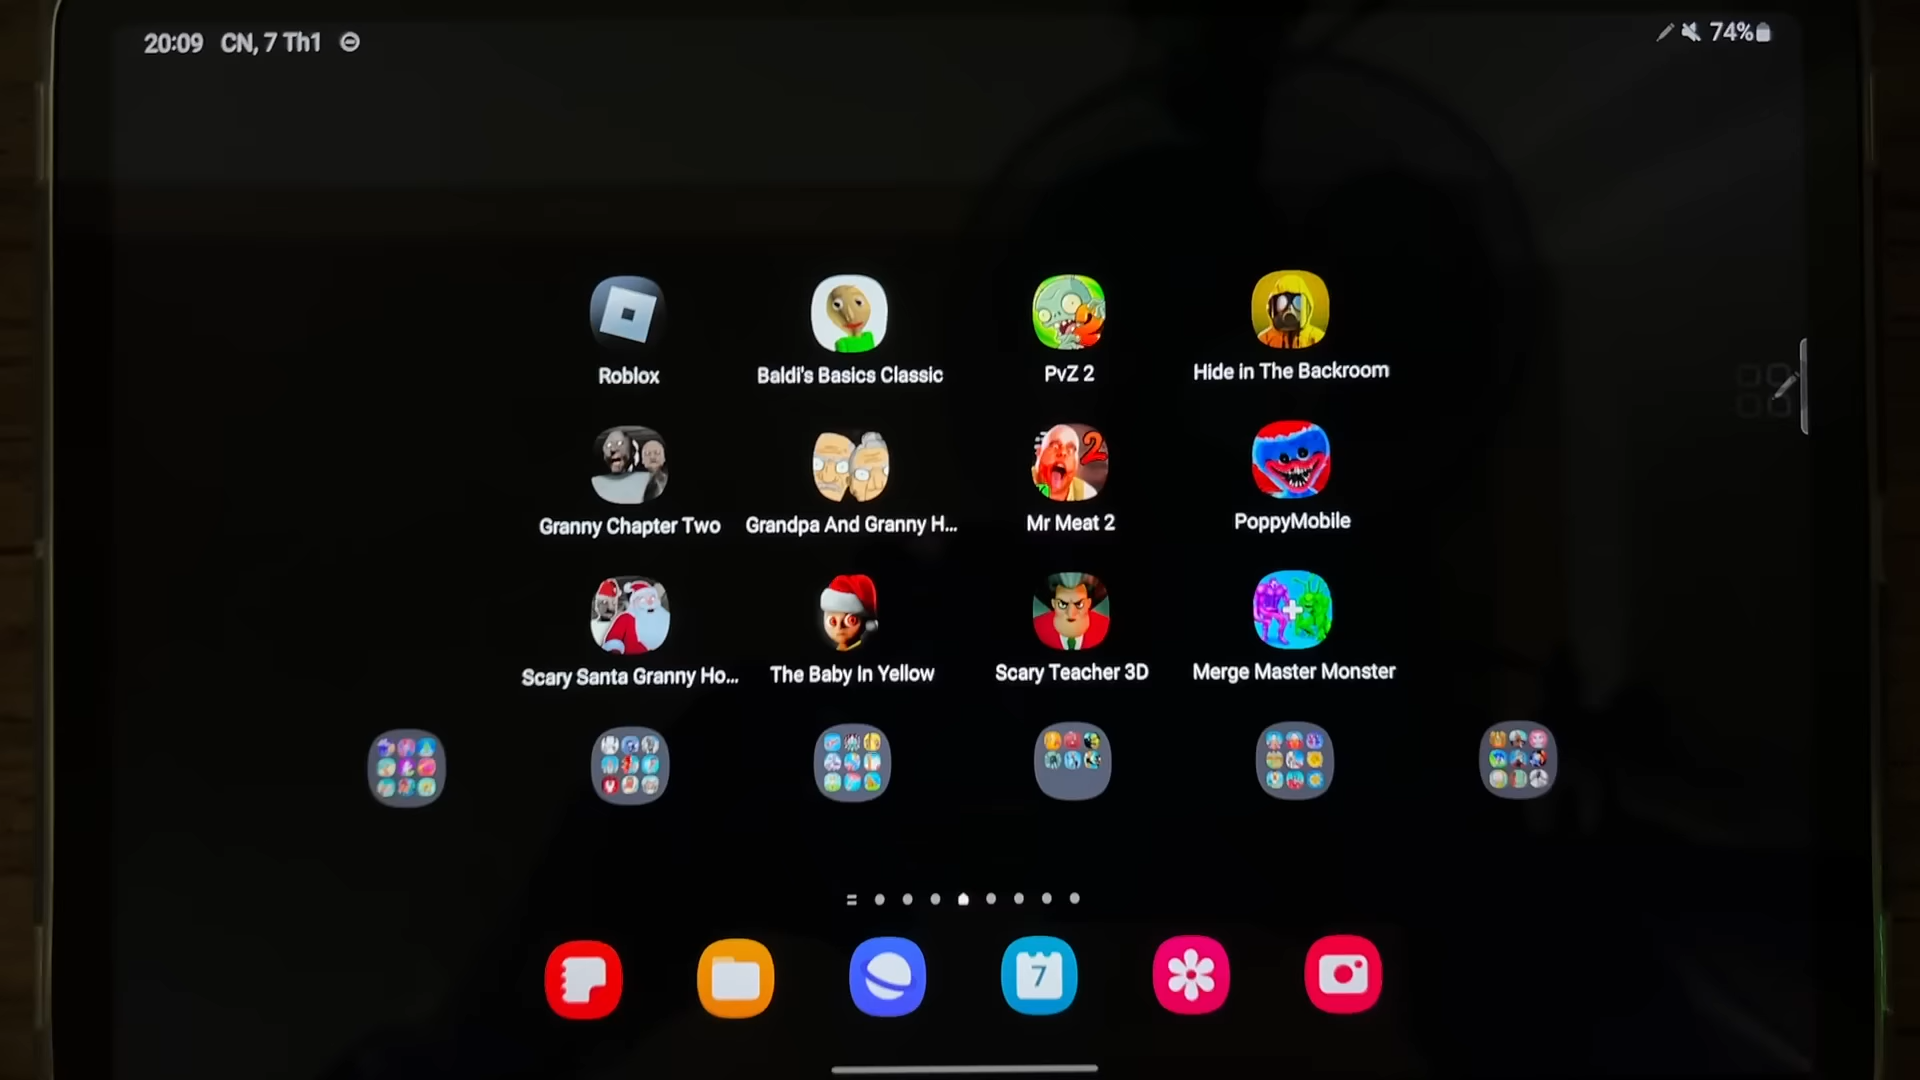 20:09 CN, 7 Th1
74%
Roblox
Baldi's Basics Classic
PvZ 2
Hide in The Backroom
Granny Chapter Two
Grandpa And Granny H...
Mr Meat 2
PoppyMobile
Scary Santa Granny Ho...
The Baby In Yellow
Scary Teacher 3D
Merge Master Monster
2
7